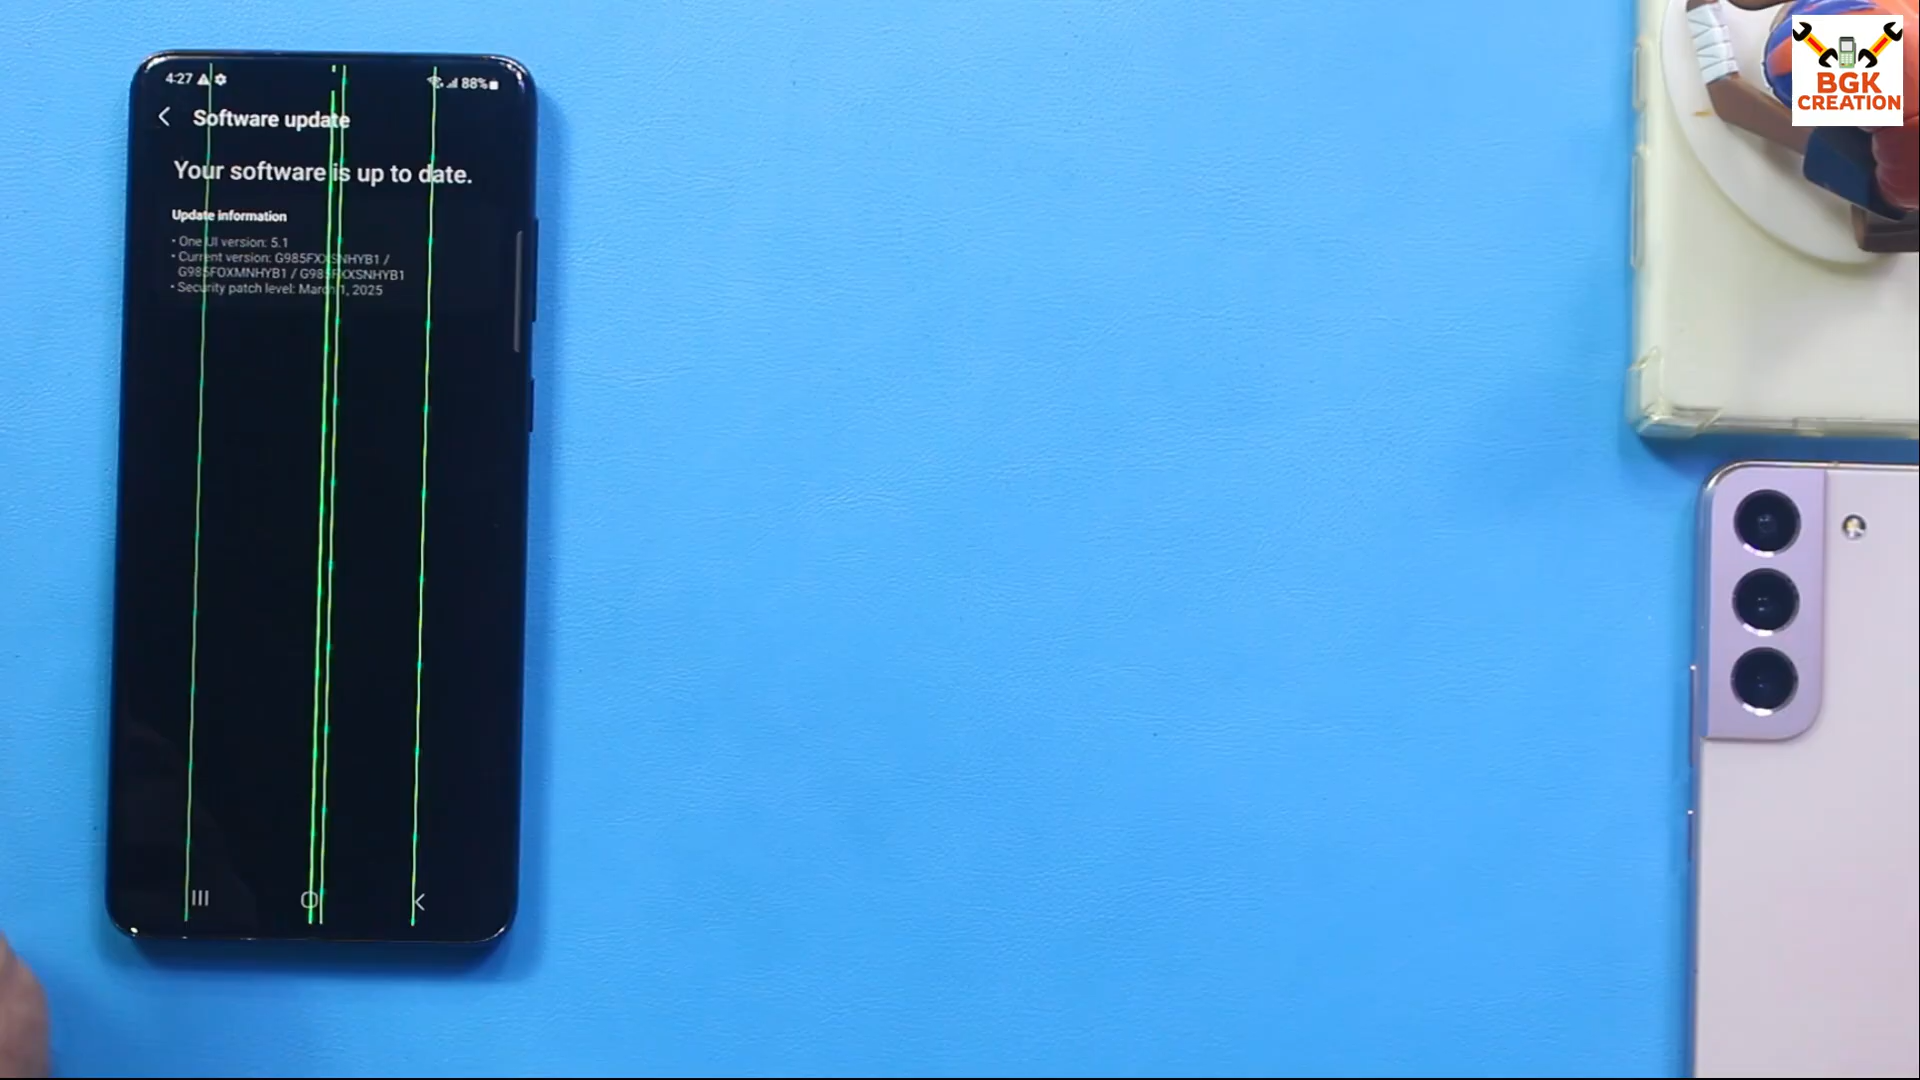 4:27
88%
Software update
Your software is up to date.
Update information
• One UI version: 5.1
• Current version: G985FXXSNHYB1 /
G985FOXMNHYB1 / G985FXXSNHYB1
• Security patch level: March 1, 2025
BGK
CREATION